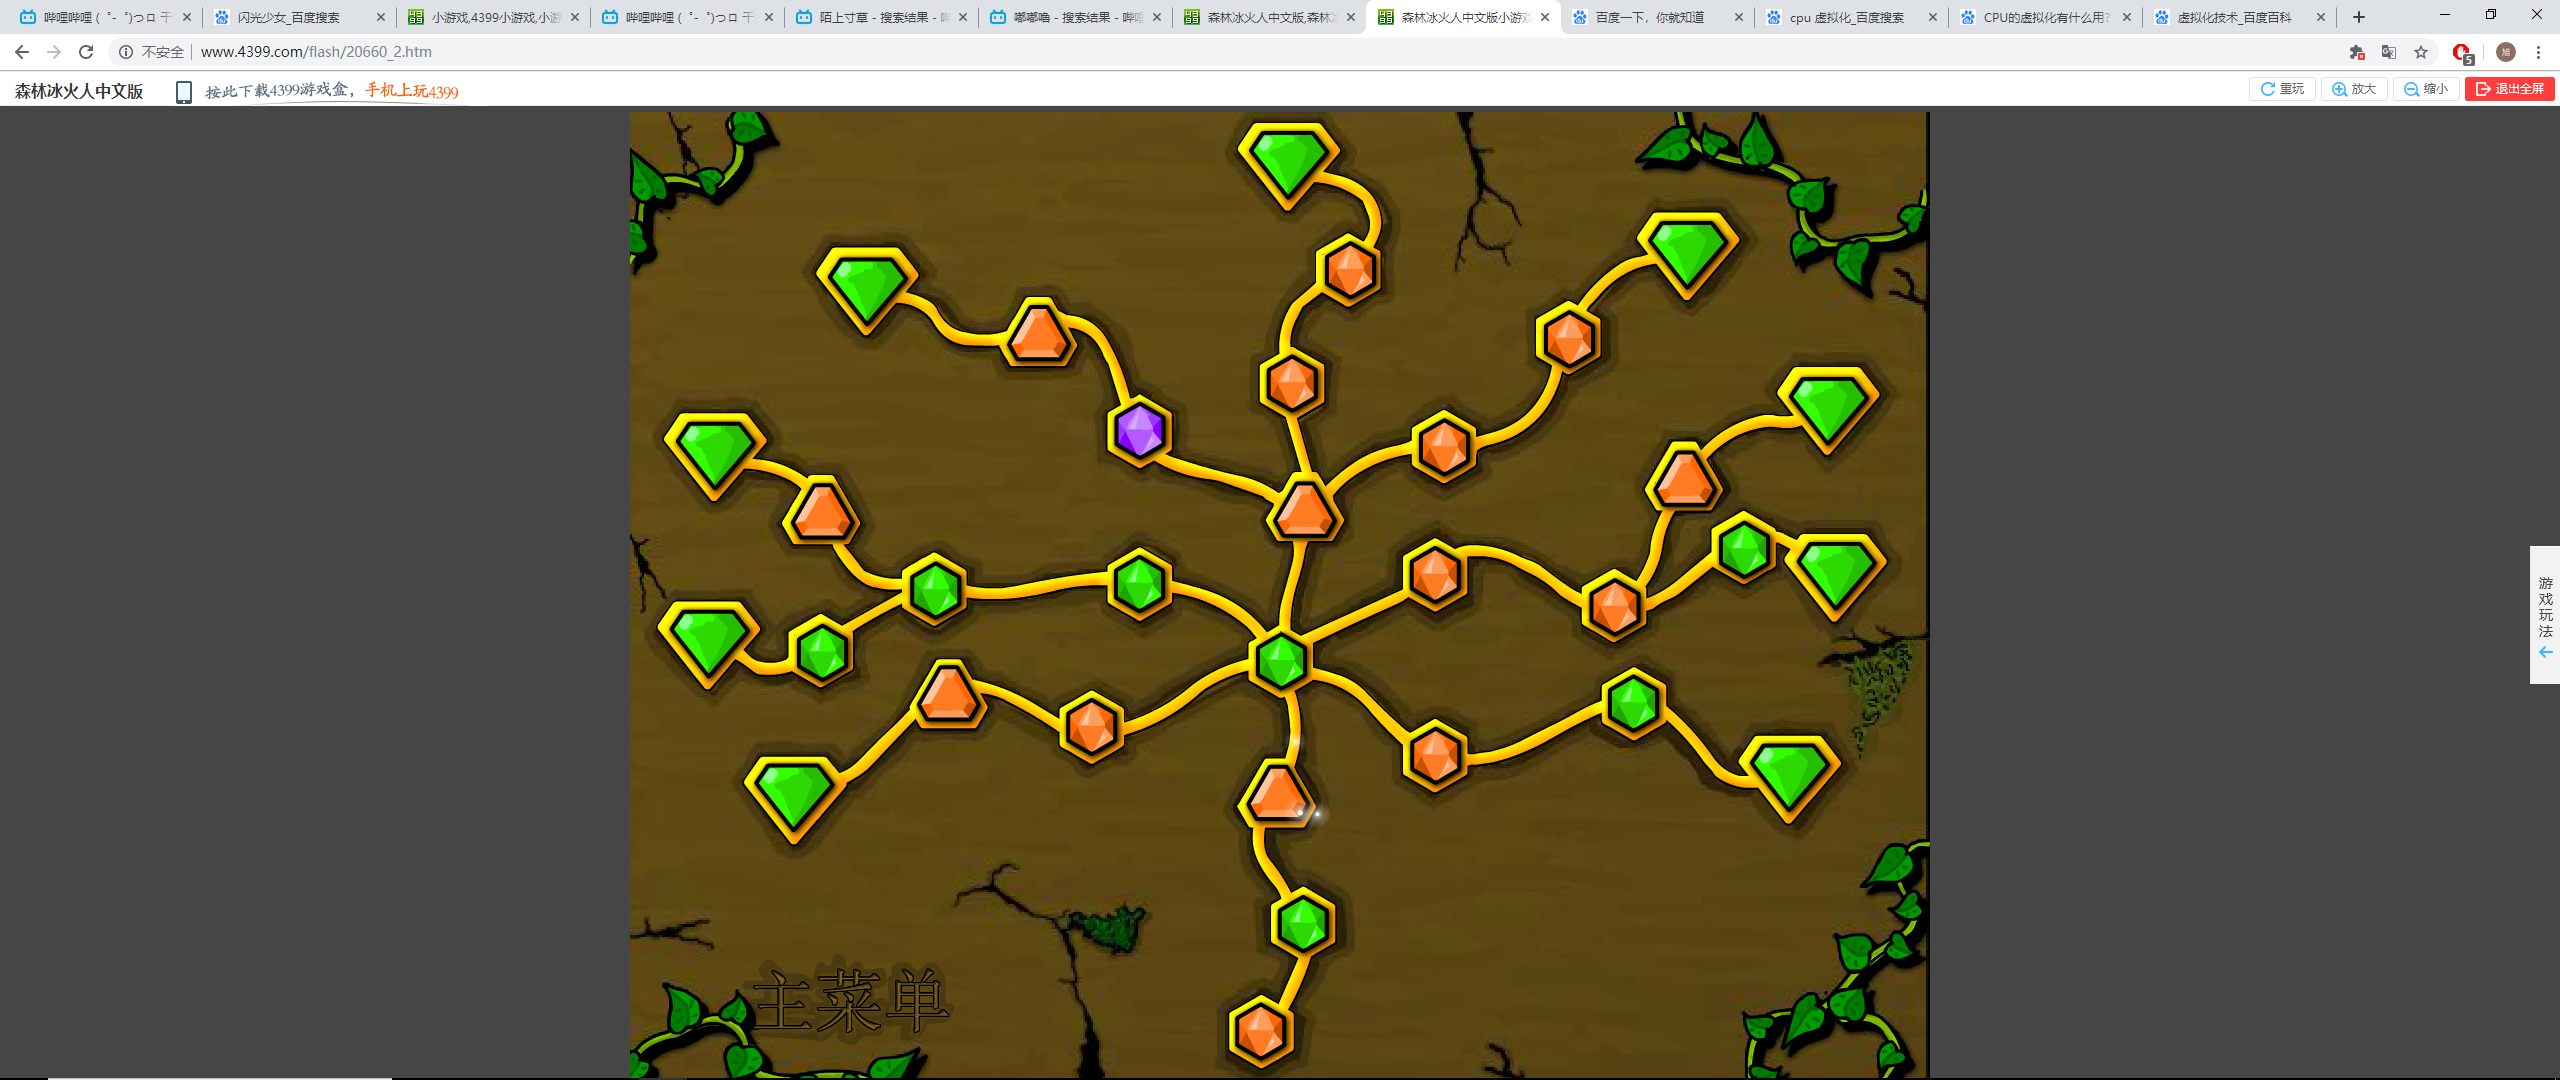 哔哩哔哩 ( ゜- ゜)つロ 干
闪光少女_百度搜索
小游戏,4399小游戏,小游
哔哩哔哩 ( ゜- ゜)つロ 干
陌上寸草 - 搜索结果 - 哔
嘟嘟噜 - 搜索结果 - 哔哩
森林冰火人中文版,森林冰
森林冰火人中文版小游戏
百度一下，你就知道
cpu 虚拟化_百度搜索
CPU的虚拟化有什么用?
虚拟化技术_百度百科
不安全
www.4399.com/flash/20660_2.htm
旭
5
森林冰火人中文版
按此下载4399游戏盒，手机上玩4399
重玩
放大
缩小
退出全屏
游戏玩法
主菜单